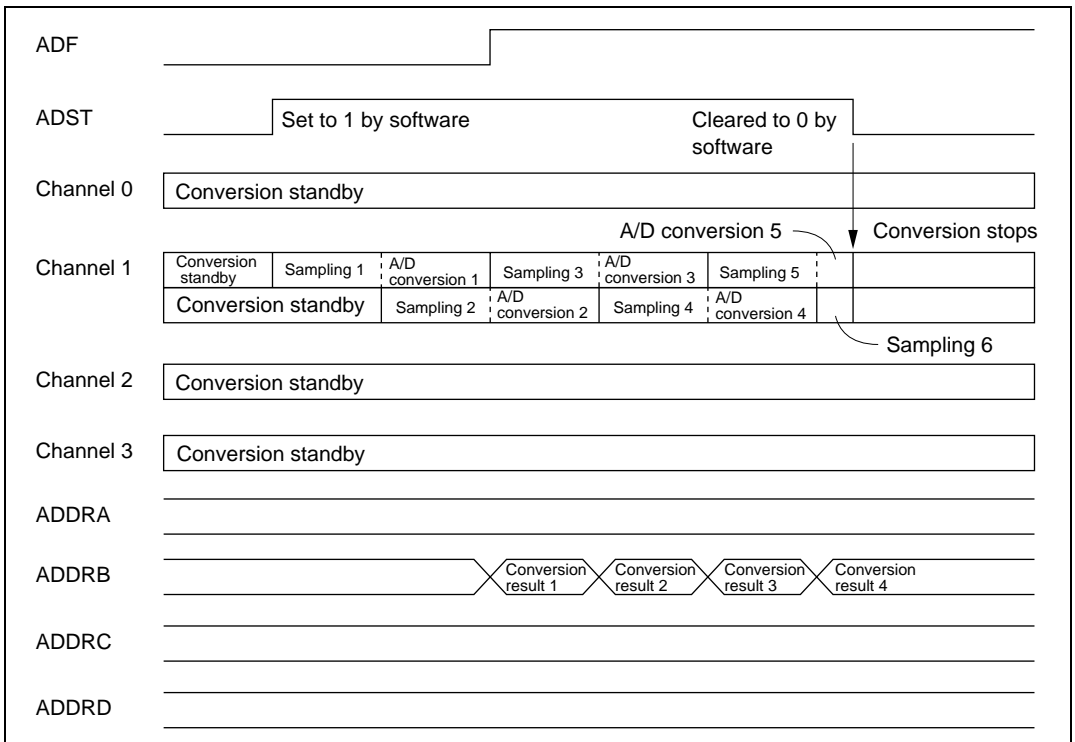 ADF
ADST
Set to 1 by software
Cleared to 0 by
software
Channel 0
Conversion standby
A/D conversion 5
Conversion stops
Channel 1
Conversion
standby
Sampling 1
A/D
conversion 1
Sampling 3
A/D
conversion 3
Sampling 5
Conversion standby
Sampling 2
A/D
conversion 2
Sampling 4
A/D
conversion 4
Sampling 6
Channel 2
Conversion standby
Channel 3
Conversion standby
ADDRA
ADDRB
Conversion
result 1
Conversion
result 2
Conversion
result 3
Conversion
result 4
ADDRC
ADDRD